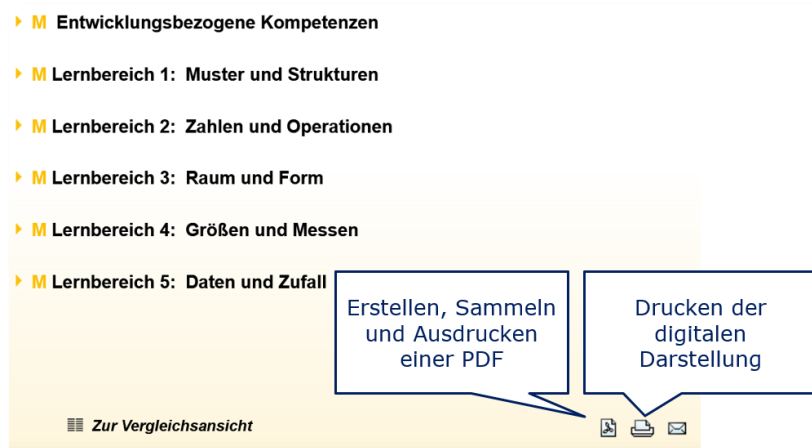 M Entwicklungsbezogene Kompetenzen
M Lernbereich 1: Muster und Strukturen
M Lernbereich 2: Zahlen und Operationen
M Lernbereich 3: Raum und Form
M Lernbereich 4: Größen und Messen
M Lernbereich 5: Daten und Zufall
Erstellen, Sammeln
und Ausdrucken
einer PDF
Drucken der
digitalen
Darstellung
Zur Vergleichsansicht